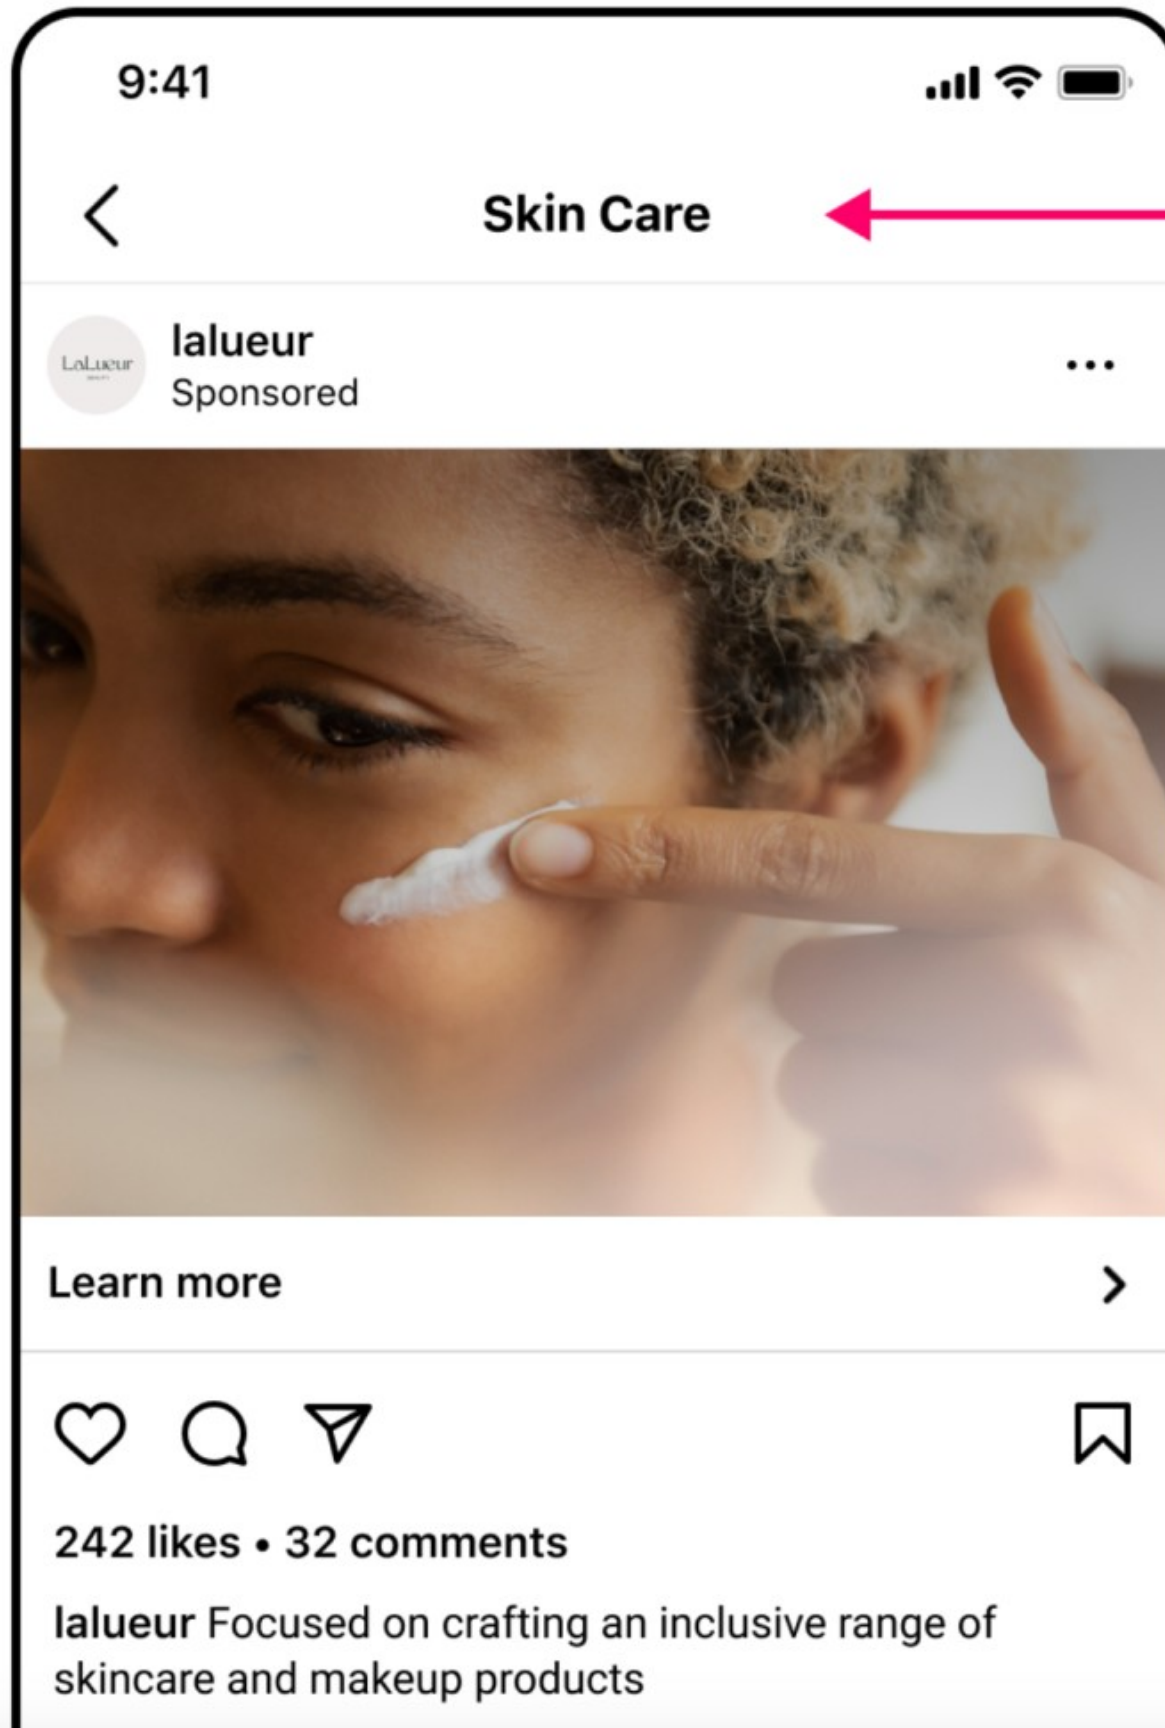 9:41
Skin Care
LaLueur
lalueur
Sponsored
Learn more
242 likes • 32 comments
lalueur Focused on crafting an inclusive range of
skincare and makeup products